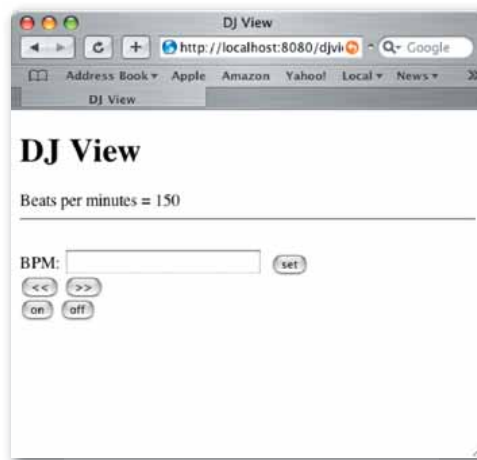 DJ View
http://localhost:8080/djvi
Google
Address Book Apple Amazon Yahoo! Local News
DJ View
DJ View
Beats per minutes = 150
BPM: set
<< >>
on off